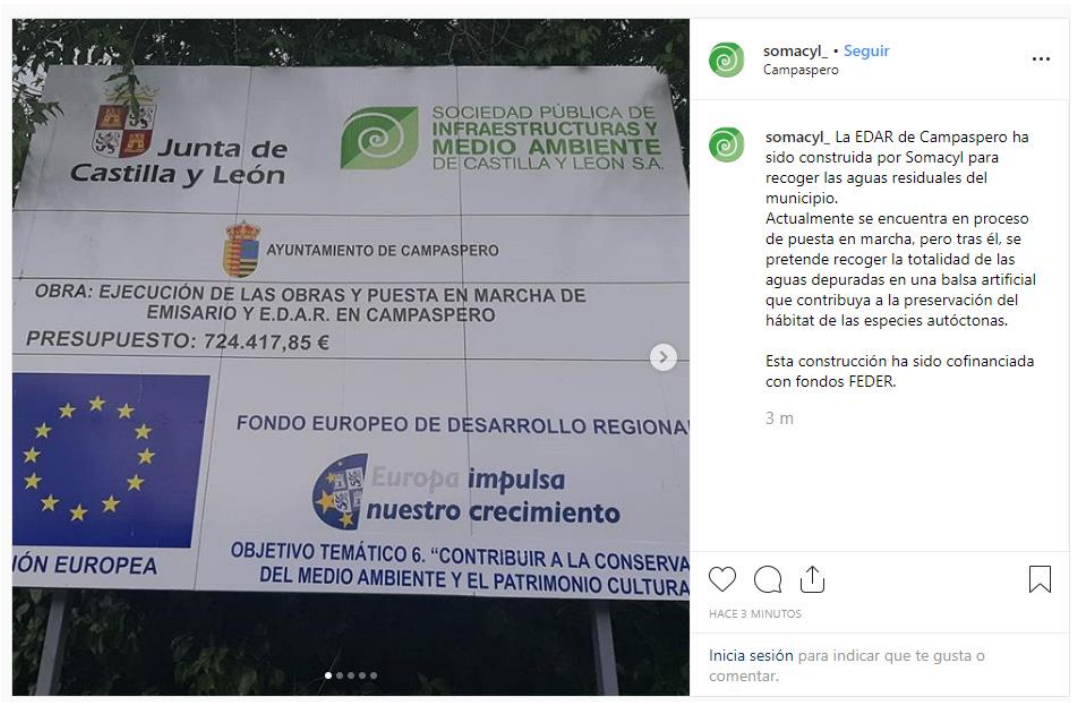 Junta de
Castilla y León
SOCIEDAD PÚBLICA DE
INFRAESTRUCTURAS Y
MEDIO AMBIENTE
DE CASTILLA Y LEÓN S.A.
AYUNTAMIENTO DE CAMPASPERO
OBRA: EJECUCIÓN DE LAS OBRAS Y PUESTA EN MARCHA DE
EMISARIO Y E.D.A.R. EN CAMPASPERO
PRESUPUESTO: 724.417,85 €
FONDO EUROPEO DE DESARROLLO REGIONA
Europa impulsa
nuestro crecimiento
IÓN EUROPEA
OBJETIVO TEMÁTICO 6. “CONTRIBUIR A LA CONSERVA
DEL MEDIO AMBIENTE Y EL PATRIMONIO CULTURA
somacyl_ • Seguir
Campaspero
somacyl_ La EDAR de Campaspero ha
sido construida por Somacyl para
recoger las aguas residuales del
municipio.
Actualmente se encuentra en proceso
de puesta en marcha, pero tras él, se
pretende recoger la totalidad de las
aguas depuradas en una balsa artificial
que contribuya a la preservación del
hábitat de las especies autóctonas.
Esta construcción ha sido cofinanciada
con fondos FEDER.
3 m
HACE 3 MINUTOS
Inicia sesión para indicar que te gusta o
comentar.